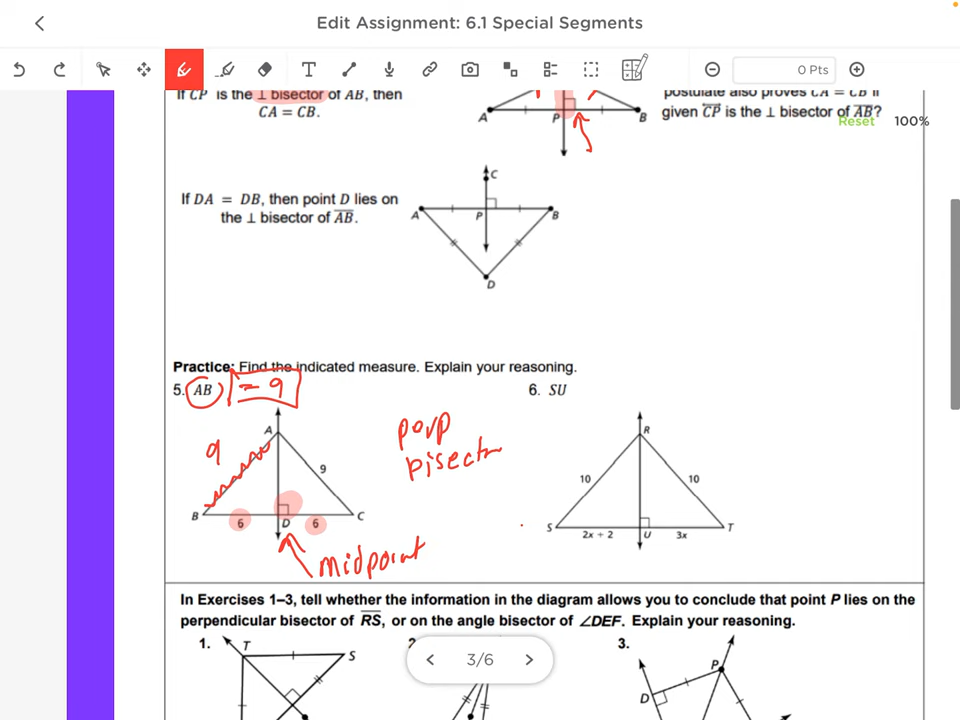 Edit Assignment: 6.1 Special Segments
T
0 Pts
If CP is the ⊥ bisector of AB, then
CA = CB.
A P B
postulate also proves CA = CB if
given CP is the ⊥ bisector of AB?
Reset 100%
If DA = DB, then point D lies on
the ⊥ bisector of AB.
C
A P B
D
Practice: Find the indicated measure. Explain your reasoning.
5. AB = 9
6. SU
A
9
9
B 6 D 6 C
perp
bisector
midpoint
R
10 10
S 2x + 2 U 3x T
In Exercises 1–3, tell whether the information in the diagram allows you to conclude that point P lies on the
perpendicular bisector of RS, or on the angle bisector of ∠DEF. Explain your reasoning.
1. T S
3/6
3. P
D